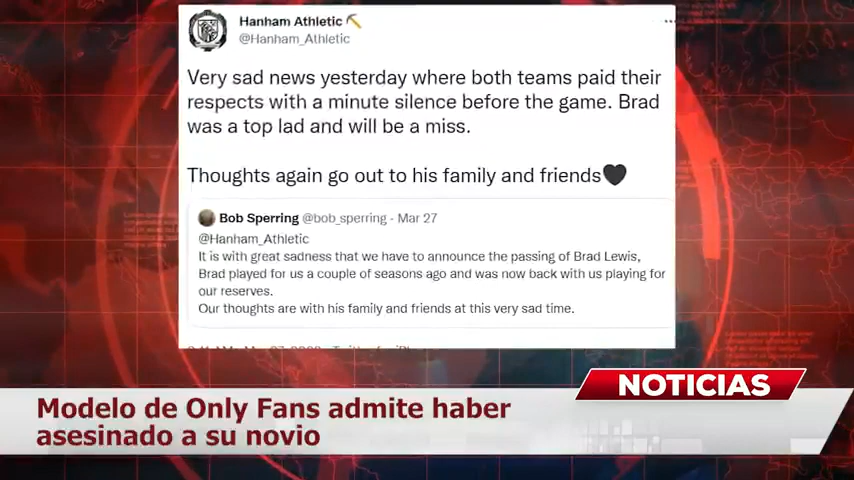 Hanham Athletic
@Hanham_Athletic
Very sad news yesterday where both teams paid their
respects with a minute silence before the game. Brad
was a top lad and will be a miss.
Thoughts again go out to his family and friends🖤
Bob Sperring @bob_sperring - Mar 27
@Hanham_Athletic
It is with great sadness that we have to announce the passing of Brad Lewis,
Brad played for us a couple of seasons ago and was now back with us playing for
our reserves.
Our thoughts are with his family and friends at this very sad time.
NOTICIAS
Modelo de Only Fans admite haber
asesinado a su novio